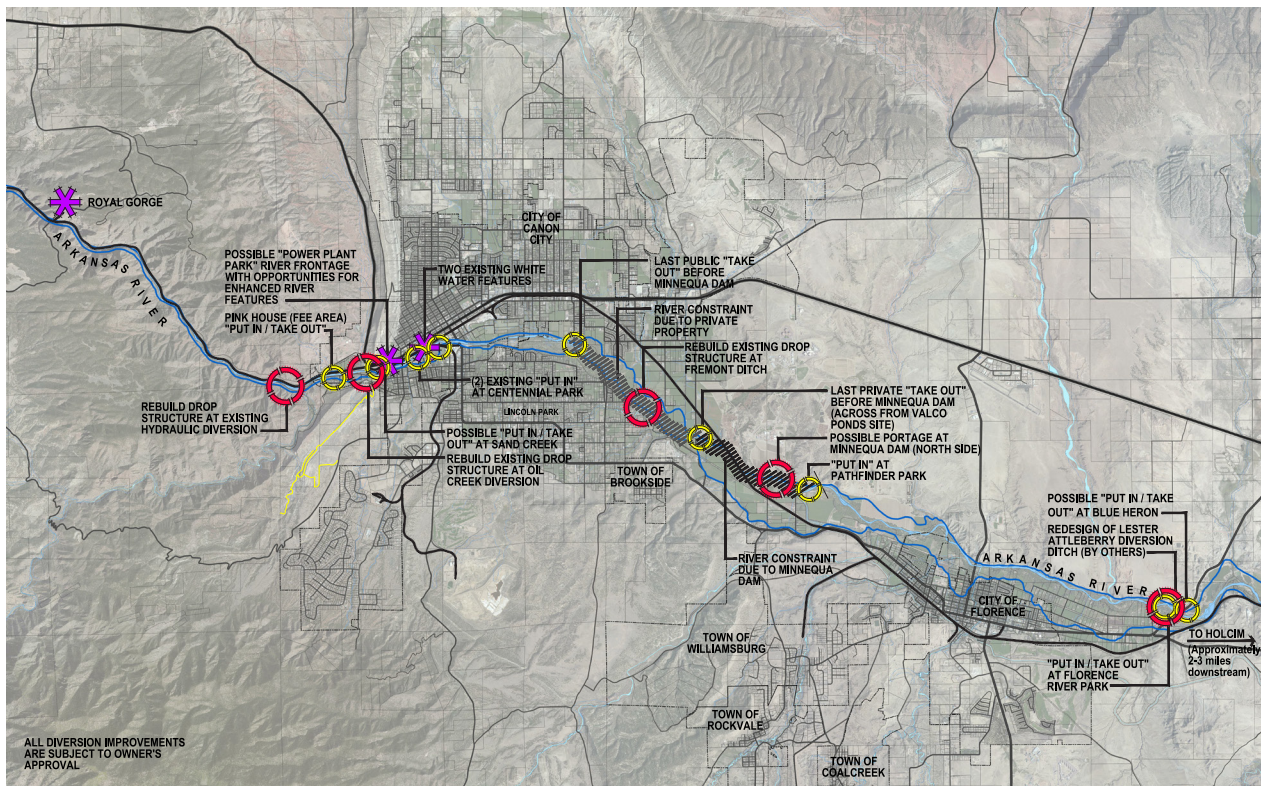 ROYAL GORGE
ARKANSAS RIVER
POSSIBLE "POWER PLANT
PARK" RIVER FRONTAGE
WITH OPPORTUNITIES FOR
ENHANCED RIVER
FEATURES
PINK HOUSE (FEE AREA)
"PUT IN / TAKE OUT"
REBUILD DROP
STRUCTURE AT EXISTING
HYDRAULIC DIVERSION
CITY OF
CANON
CITY
TWO EXISTING WHITE
WATER FEATURES
(2) EXISTING "PUT IN"
AT CENTENNIAL PARK
LINCOLN PARK
POSSIBLE "PUT IN / TAKE
OUT" AT SAND CREEK
REBUILD EXISTING DROP
STRUCTURE AT OIL
CREEK DIVERSION
LAST PUBLIC "TAKE
OUT" BEFORE
MINNEQUA DAM
RIVER CONSTRAINT
DUE TO PRIVATE
PROPERTY
REBUILD EXISTING DROP
STRUCTURE AT
FREMONT DITCH
LAST PRIVATE "TAKE OUT"
BEFORE MINNEQUA DAM
(ACROSS FROM VALCO
PONDS SITE)
POSSIBLE PORTAGE AT
MINNEQUA DAM (NORTH SIDE)
"PUT IN" AT
PATHFINDER PARK
TOWN OF
BROOKSIDE
RIVER CONSTRAINT
DUE TO MINNEQUA
DAM
POSSIBLE "PUT IN / TAKE
OUT" AT BLUE HERON
REDESIGN OF LESTER
ATTLEBERRY DIVERSION
DITCH (BY OTHERS)
ARKANSAS RIVER
CITY OF
FLORENCE
TO HOLCIM
(Approximately
2-3 miles
downstream)
"PUT IN / TAKE OUT"
AT FLORENCE
RIVER PARK
TOWN OF
WILLIAMSBURG
TOWN OF
ROCKVALE
TOWN OF
COALCREEK
ALL DIVERSION IMPROVEMENTS
ARE SUBJECT TO OWNER'S
APPROVAL